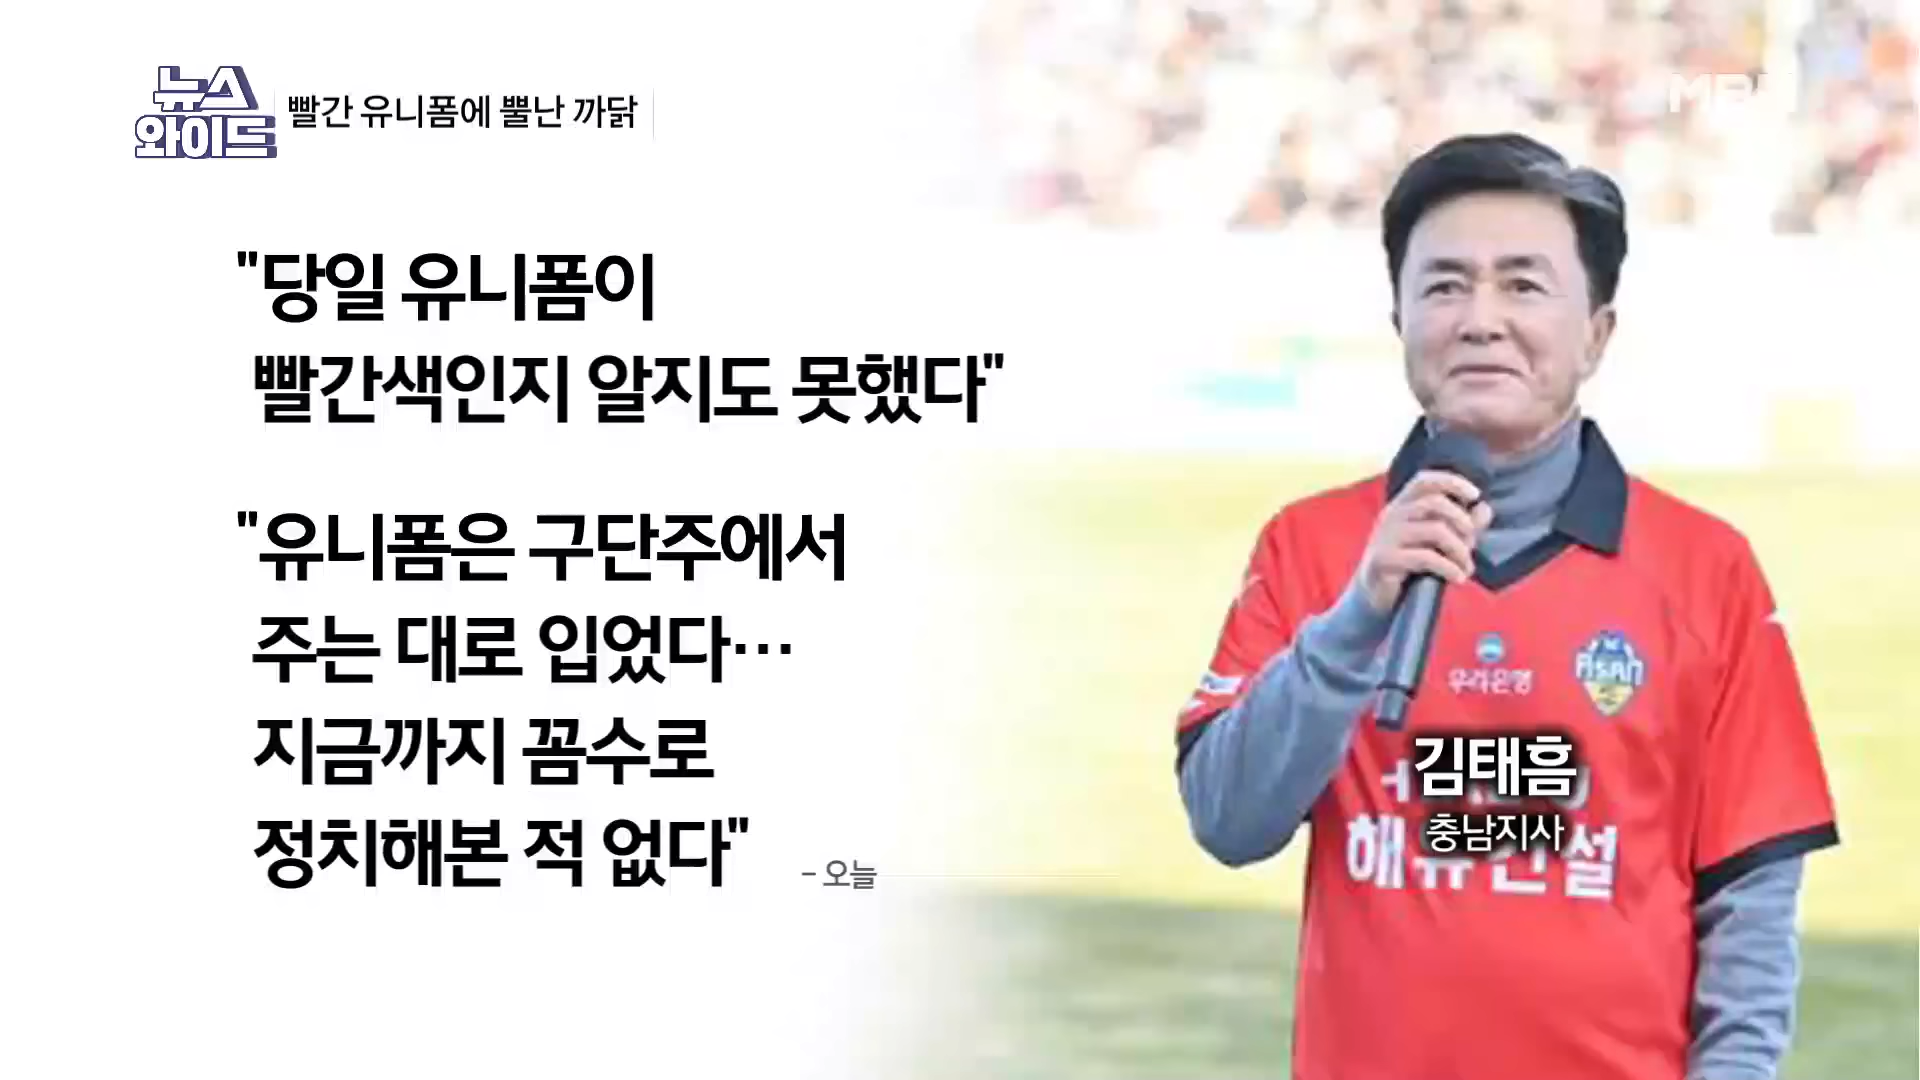 뉴스
와이드
빨간 유니폼에 뿔난 까닭
MBN
"당일 유니폼이
빨간색인지 알지도 못했다"
"유니폼은 구단주에서
주는 대로 입었다…
지금까지 꼼수로
정치해본 적 없다"
- 오늘
우리은행
ASAN
김태흠
충남지사